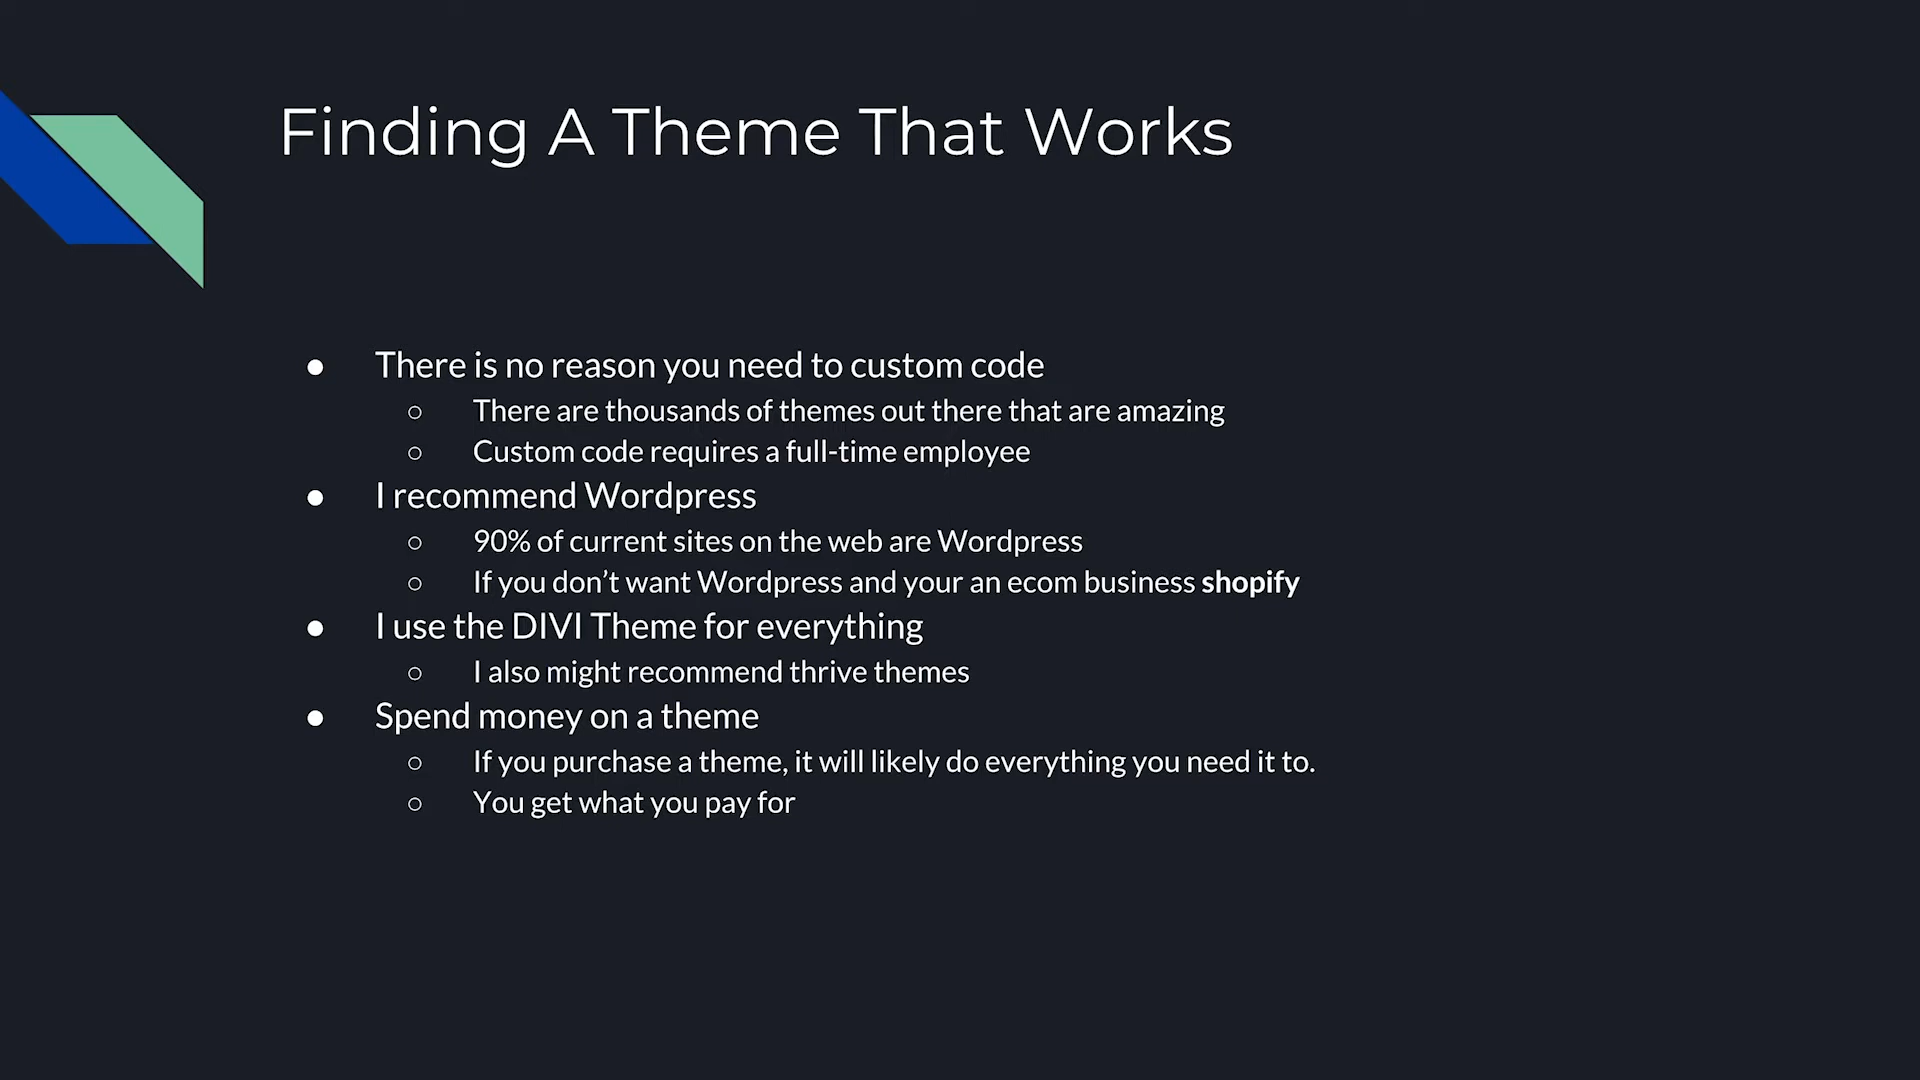 Finding A Theme That Works
● There is no reason you need to custom code
○ There are thousands of themes out there that are amazing
○ Custom code requires a full-time employee
● I recommend Wordpress
○ 90% of current sites on the web are Wordpress
○ If you don’t want Wordpress and your an ecom business shopify
● I use the DIVI Theme for everything
○ I also might recommend thrive themes
● Spend money on a theme
○ If you purchase a theme, it will likely do everything you need it to.
○ You get what you pay for